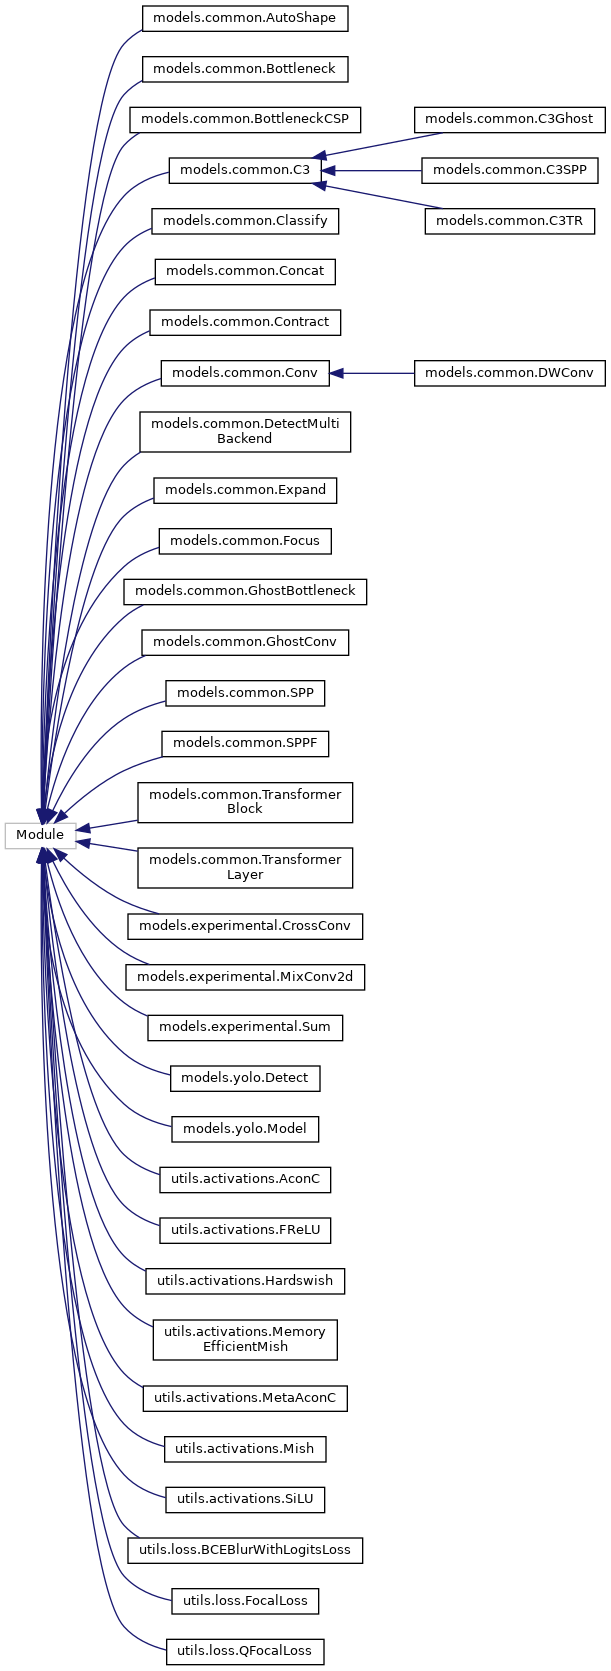 models.common.AutoShape
models.common.Bottleneck
models.common.BottleneckCSP
models.common.C3Ghost
models.common.C3
models.common.C3SPP
models.common.C3TR
models.common.Classify
models.common.Concat
models.common.Contract
models.common.Conv
models.common.DWConv
models.common.DetectMulti
Backend
models.common.Expand
models.common.Focus
models.common.GhostBottleneck
models.common.GhostConv
models.common.SPP
models.common.SPPF
models.common.Transformer
Block
Module
models.common.Transformer
Layer
models.experimental.CrossConv
models.experimental.MixConv2d
models.experimental.Sum
models.yolo.Detect
models.yolo.Model
utils.activations.AconC
utils.activations.FReLU
utils.activations.Hardswish
utils.activations.Memory
EfficientMish
utils.activations.MetaAconC
utils.activations.Mish
utils.activations.SiLU
utils.loss.BCEBlurWithLogitsLoss
utils.loss.FocalLoss
utils.loss.QFocalLoss